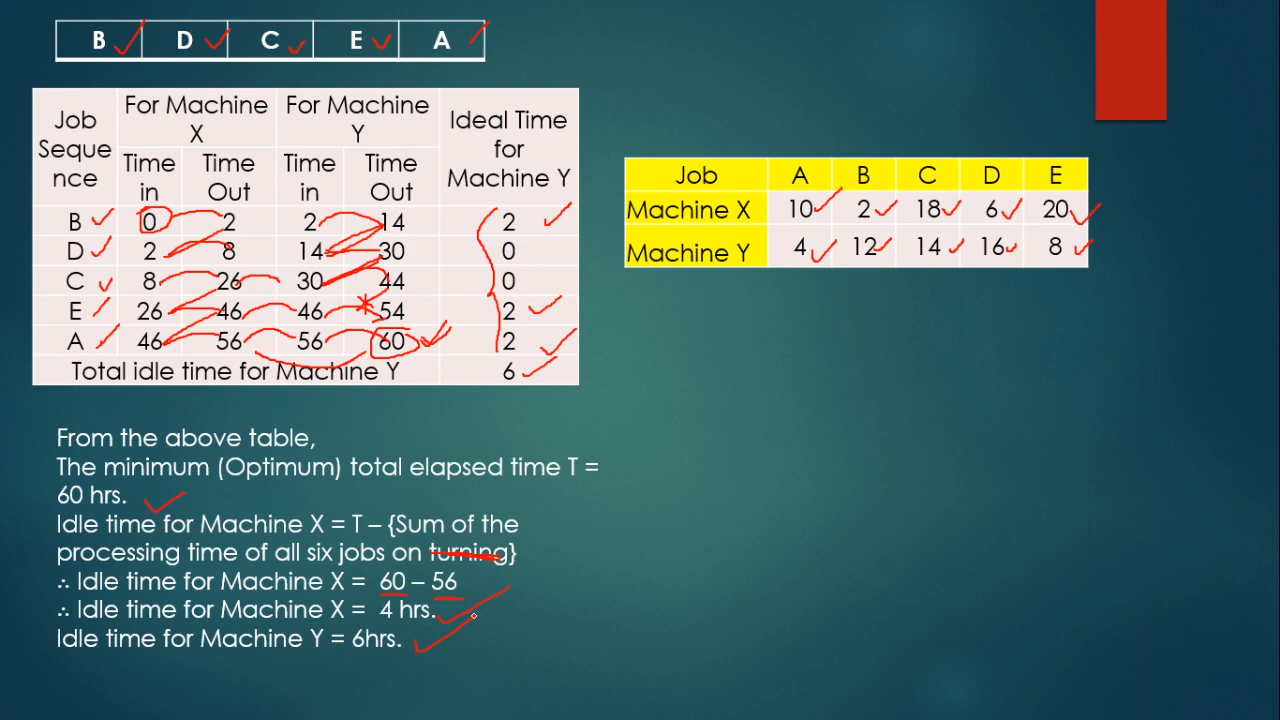 B D C E A
Job Seque nce For Machine X For Machine Y Ideal Time for Machine Y
Time in Time Out Time in Time Out
B 0 2 2 14 2
D 2 8 14 30 0
C 8 26 30 44 0
E 26 46 46 54 2
A 46 56 56 60 2
Total idle time for Machine Y 6
Job A B C D E
Machine X 10 2 18 6 20
Machine Y 4 12 14 16 8
From the above table,
The minimum (Optimum) total elapsed time T =
60 hrs.
Idle time for Machine X = T – {Sum of the
processing time of all six jobs on turning}
∴ Idle time for Machine X = 60 – 56
∴ Idle time for Machine X = 4 hrs.
Idle time for Machine Y = 6hrs.